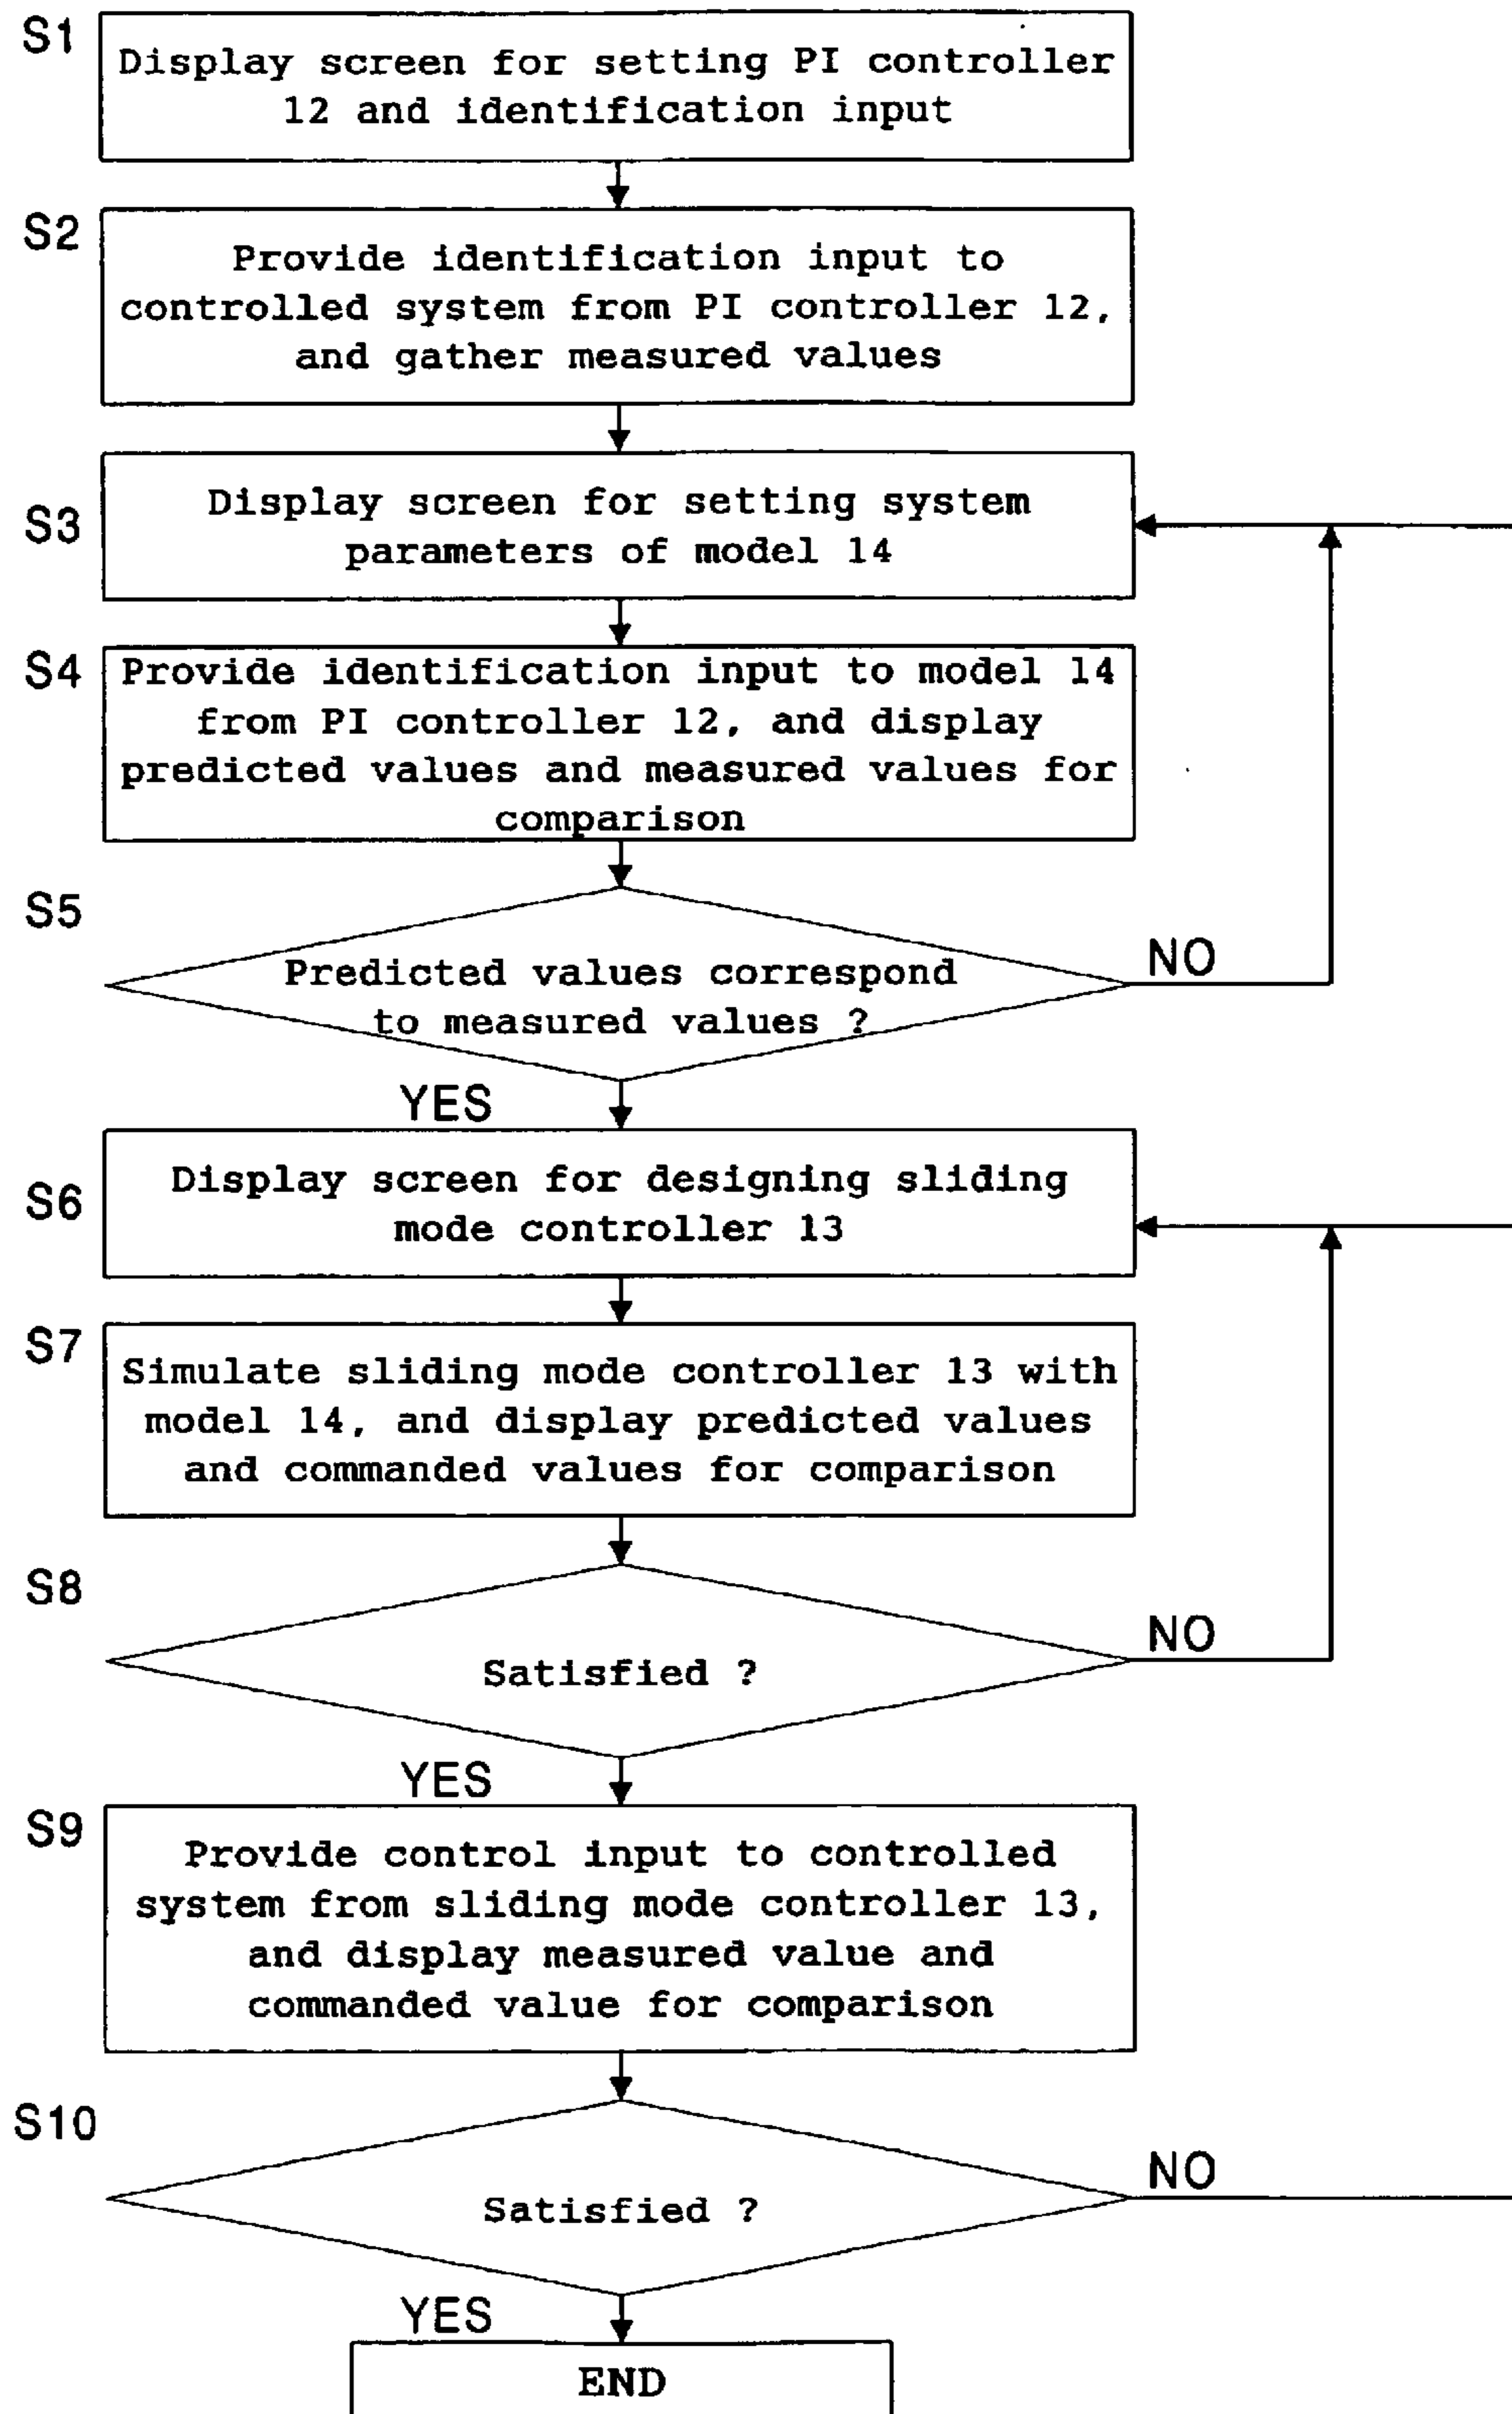 S1
Display screen for setting PI controller
12 and identification input
S2
Provide identification input to
controlled system from PI controller 12,
and gather measured values
S3
Display screen for setting system
parameters of model 14
S4
Provide identification input to model 14
from PI controller 12, and display
predicted values and measured values for
comparison
S5
Predicted values correspond
to measured values ?
NO
YES
S6
Display screen for designing sliding
mode controller 13
S7
Simulate sliding mode controller 13 with
model 14, and display predicted values
and commanded values for comparison
S8
Satisfied ?
NO
YES
S9
Provide control input to controlled
system from sliding mode controller 13,
and display measured value and
commanded value for comparison
S10
Satisfied ?
NO
YES
END